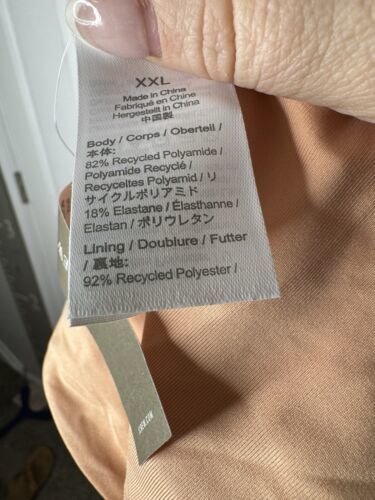 XXL
Made in China
Fabriqué en Chine
Hergestellt in China
中国製
Body / Corps / Oberteil /
本体:
82% Recycled Polyamide /
Polyamide Recyclé /
Recyceltes Polyamid / リ
サイクルポリアミド
18% Elastane / Élasthanne /
Elastan / ポリウレタン
Lining / Doublure / Futter
/ 裏地:
92% Recycled Polyester /